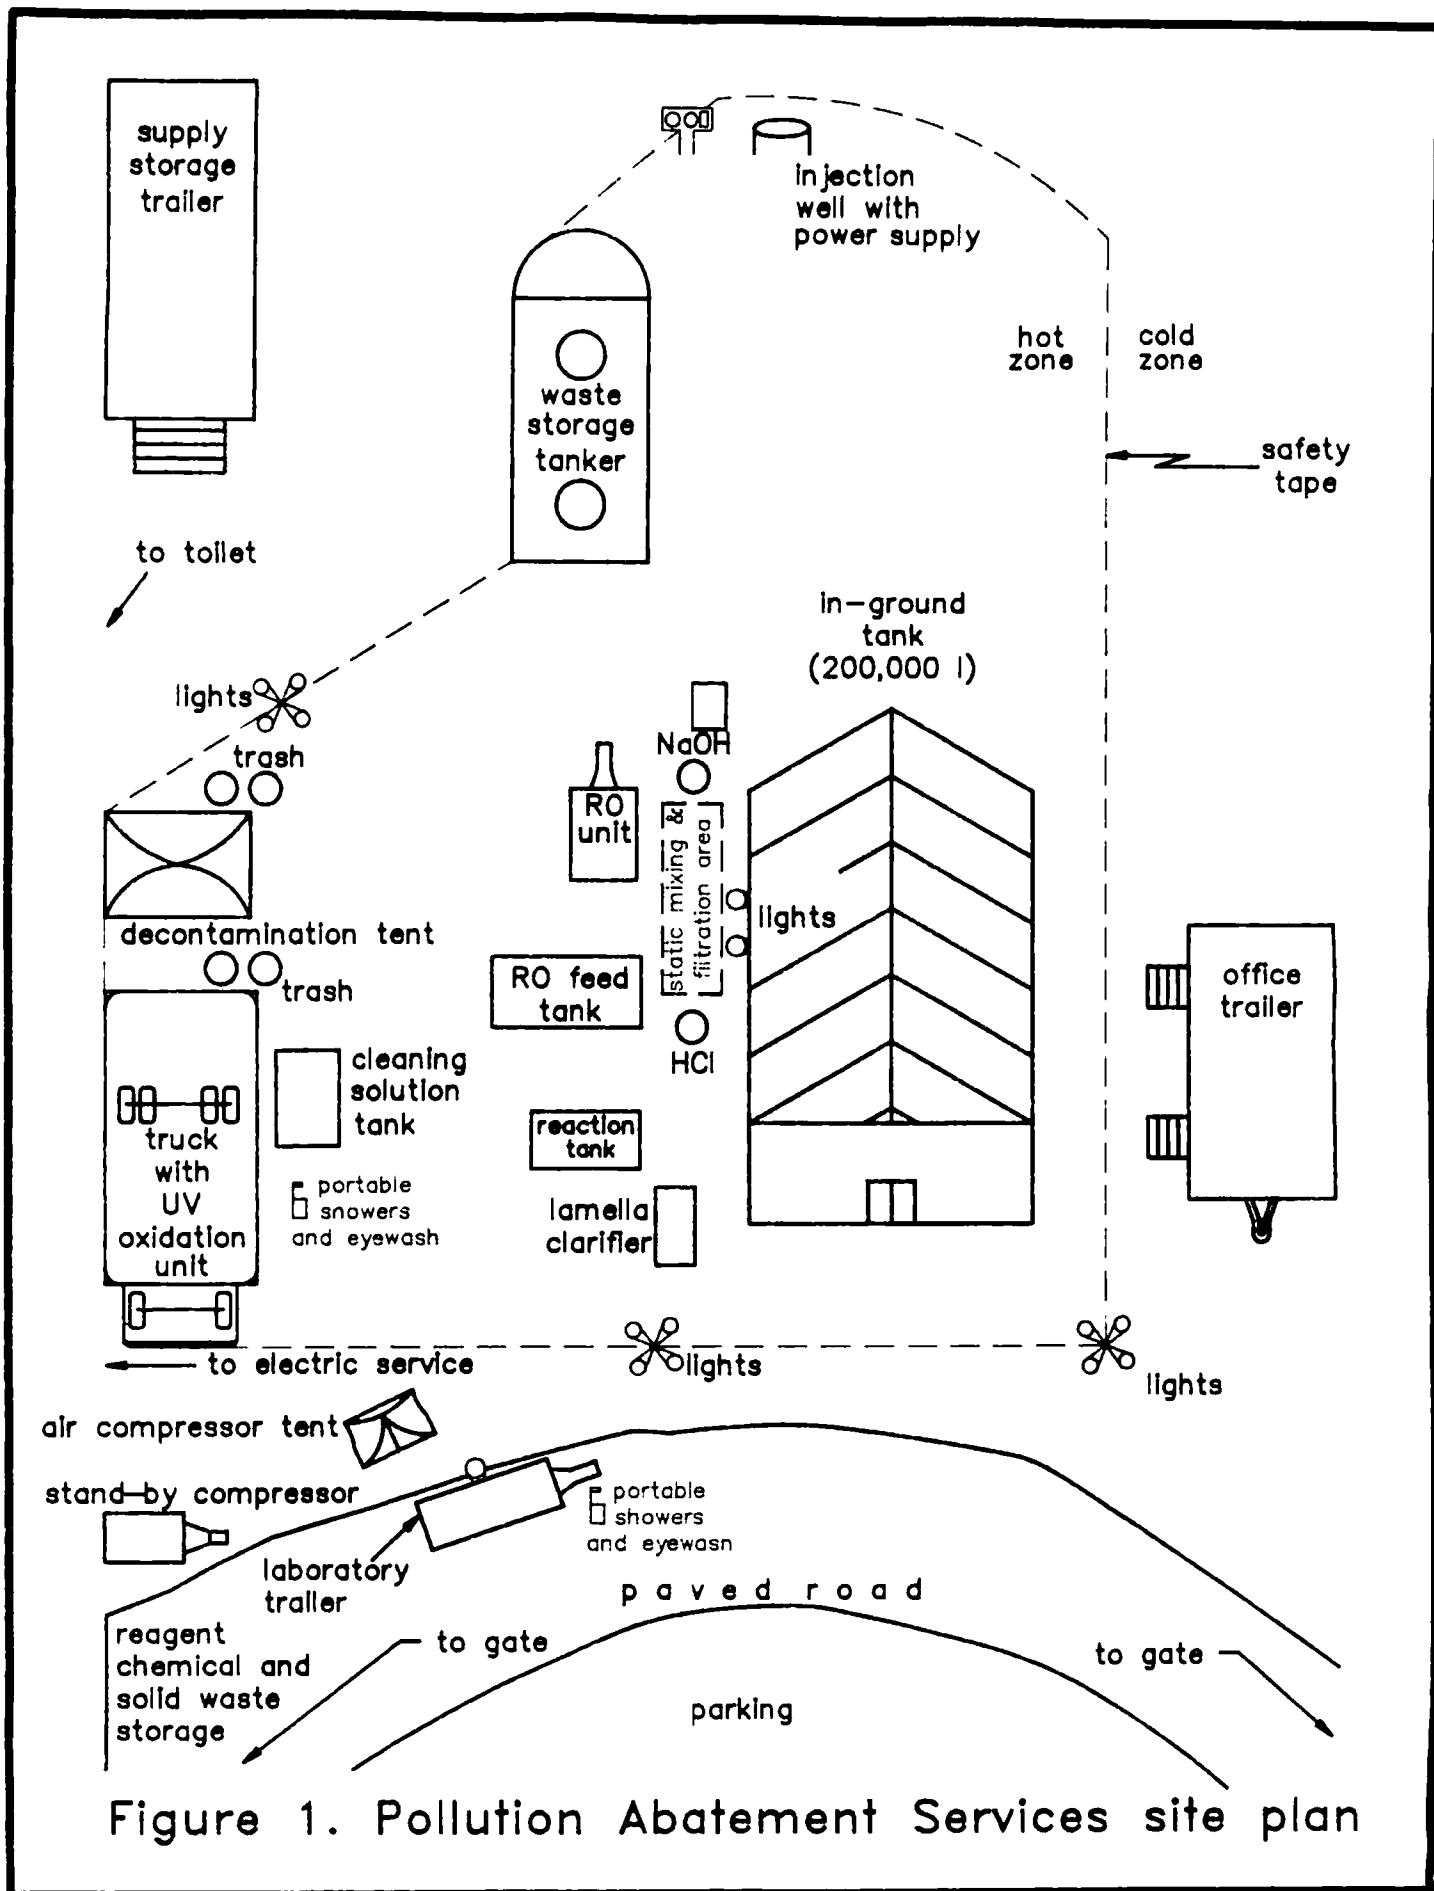 supply
storage
trailer
injection
well with
power supply
hot
zone
cold
zone
waste
storage
tanker
safety
tape
to toilet
in-ground
tank
(200,000 l)
lights
trash
NaOH
RO
unit
static mixing &
filtration area
lights
decontamination tent
trash
RO feed
tank
HCl
office
trailer
cleaning
solution
tank
truck
with
UV
oxidation
unit
reaction
tank
portable
snowers
and eyewash
lamella
clarifier
to electric service
lights
lights
air compressor tent
stand-by compressor
portable
showers
and eyewasn
laboratory
trailer
paved road
reagent
chemical and
solid waste
storage
to gate
to gate
parking
Figure 1. Pollution Abatement Services site plan